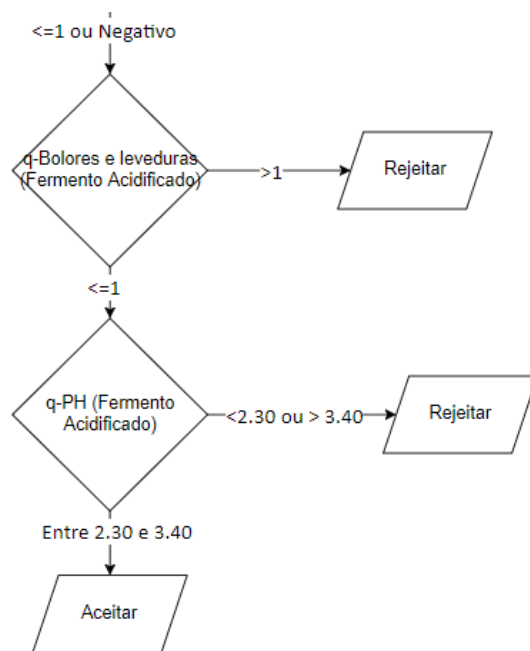 <=1 ou Negativo
q-Bolores e leveduras
(Fermento Acidificado)
>1
Rejeitar
<=1
q-PH (Fermento
Acidificado)
<2.30 ou > 3.40
Rejeitar
Entre 2.30 e 3.40
Aceitar